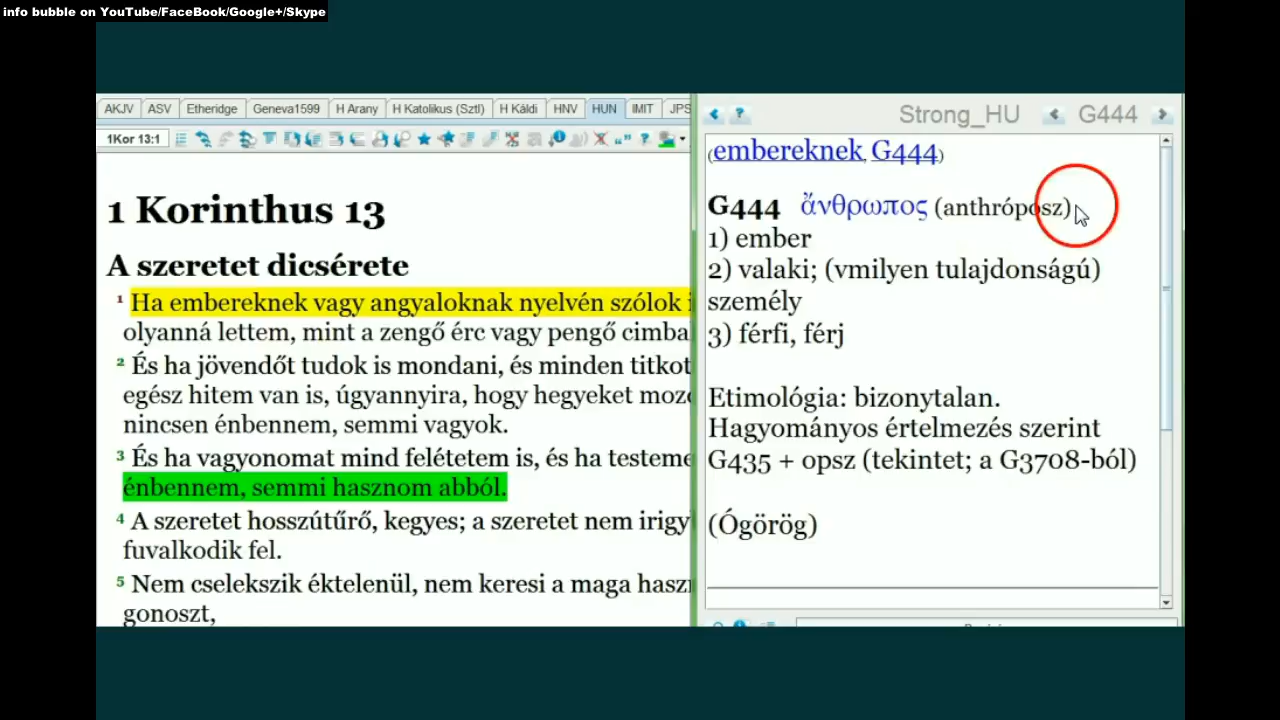 info bubble on YouTube/FaceBook/Google+/Skype
AKJV ASV Etheridge Geneva1599 H Arany H Katolikus (Sztl) H Káldi HNV HUN IMIT JPS
1Kor 13:1
1 Korinthus 13
A szeretet dicsérete
1 Ha embereknek vagy angyaloknak nyelvén szólok
olyanná lettem, mint a zengő érc vagy pengő
2 És ha jövendőt tudok is mondani, és minden titkot
egész hitem van is, úgyannyira, hogy hegyeket
nincsen énbennem, semmi vagyok.
3 És ha vagyonomat mind felétetem is, és ha
énbennem, semmi hasznom abból.
4 A szeretet hosszútűrő, kegyes; a szeretet nem
fuvalkodik fel.
5 Nem cselekszik éktelenül, nem keresi a maga
gonoszt,
Strong_HU G444
(embereknek, G444)
G444 ἄνθρωπος (anthróposz)
1) ember
2) valaki; (vmilyen tulajdonságú)
személy
3) férfi, férj
Etimológia: bizonytalan.
Hagyományos értelmezés szerint
G435 + opsz (tekintet; a G3708-ból)
(Ógörög)